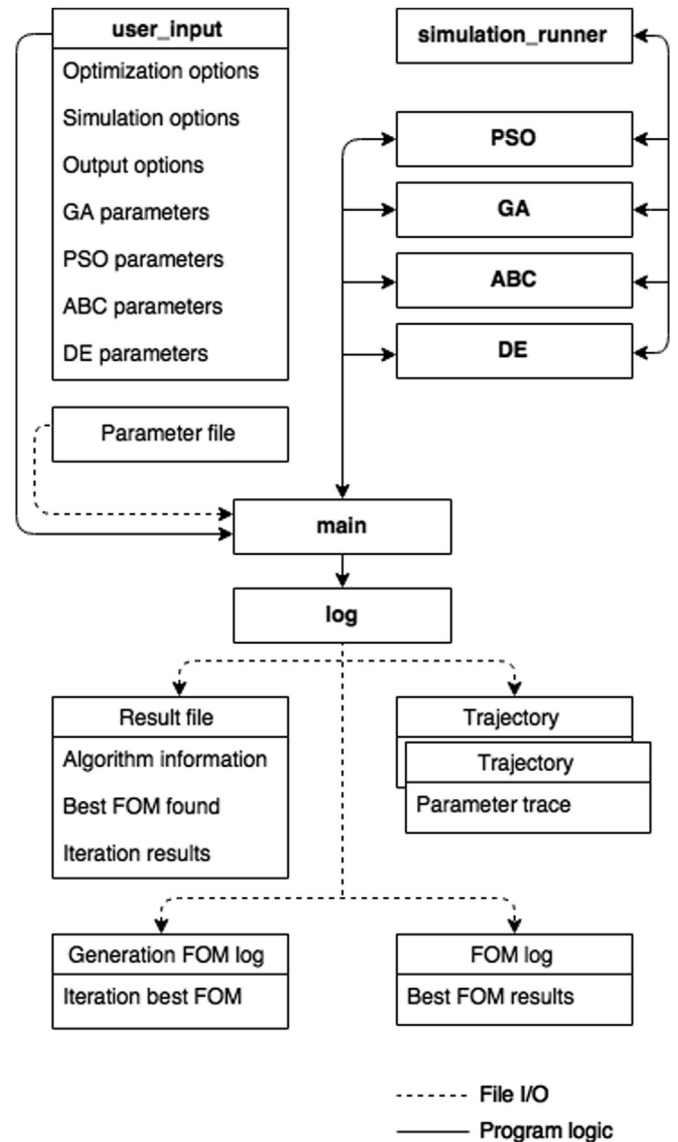 user_input
Optimization options
Simulation options
Output options
GA parameters
PSO parameters
ABC parameters
DE parameters
simulation_runner
PSO
GA
ABC
DE
Parameter file
main
log
Result file
Algorithm information
Best FOM found
Iteration results
Trajectory
Trajectory
Parameter trace
Generation FOM log
Iteration best FOM
FOM log
Best FOM results
File I/O
Program logic